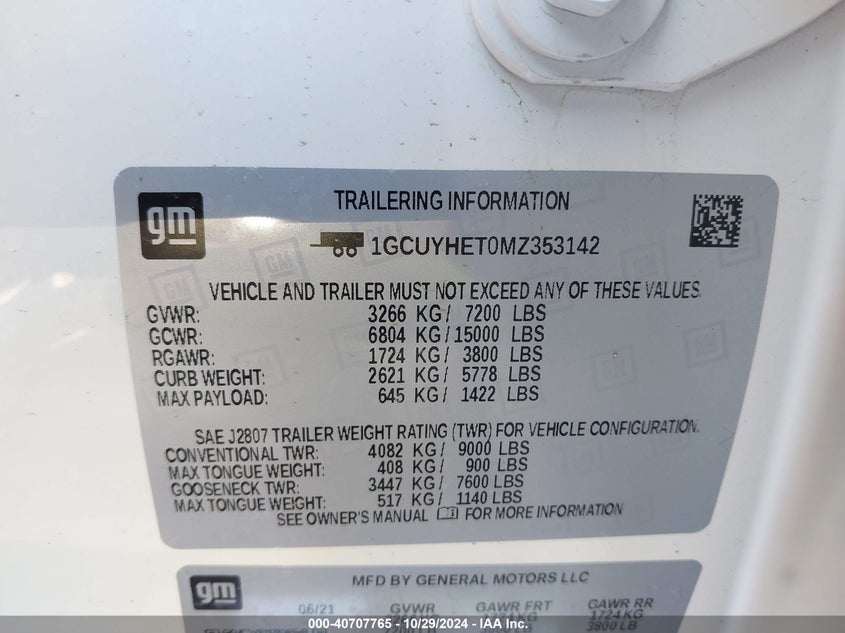 gm
TRAILERING INFORMATION
1GCUYHET0MZ353142
VEHICLE AND TRAILER MUST NOT EXCEED ANY OF THESE VALUES.
GVWR: 3266 KG/ 7200 LBS
GCWR: 6804 KG/15000 LBS
RGAWR: 1724 KG/ 3800 LBS
CURB WEIGHT: 2621 KG/ 5778 LBS
MAX PAYLOAD: 645 KG/ 1422 LBS
SAE J2807 TRAILER WEIGHT RATING (TWR) FOR VEHICLE CONFIGURATION.
CONVENTIONAL TWR: 4082 KG/ 9000 LBS
MAX TONGUE WEIGHT: 408 KG/ 900 LBS
GOOSENECK TWR: 3447 KG/ 7600 LBS
MAX TONGUE WEIGHT: 517 KG/ 1140 LBS
SEE OWNER'S MANUAL FOR MORE INFORMATION
gm
MFD BY GENERAL MOTORS LLC
06/21 GVWR GAWR FRT GAWR RR
1724 KG
3800 LB
000-40707765 - 10/29/2024 - IAA Inc.